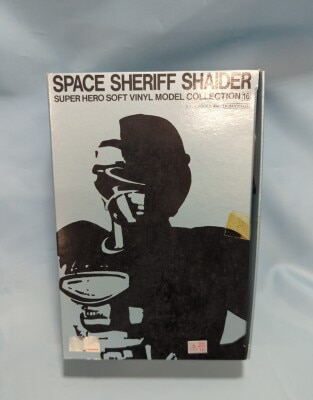 SPACE SHERIFF SHAIDER
SUPER HERO SOFT VINYL MODEL COLLECTION 16